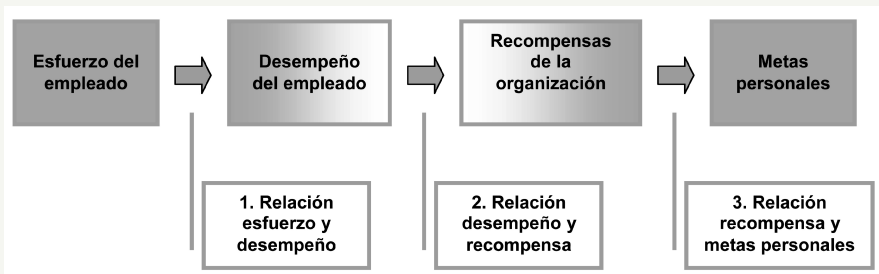 Esfuerzo del
empleado
Desempeño
del empleado
Recompensas
de la
organización
Metas
personales
1. Relación
esfuerzo y
desempeño
2. Relación
desempeño y
recompensa
3. Relación
recompensa y
metas personales